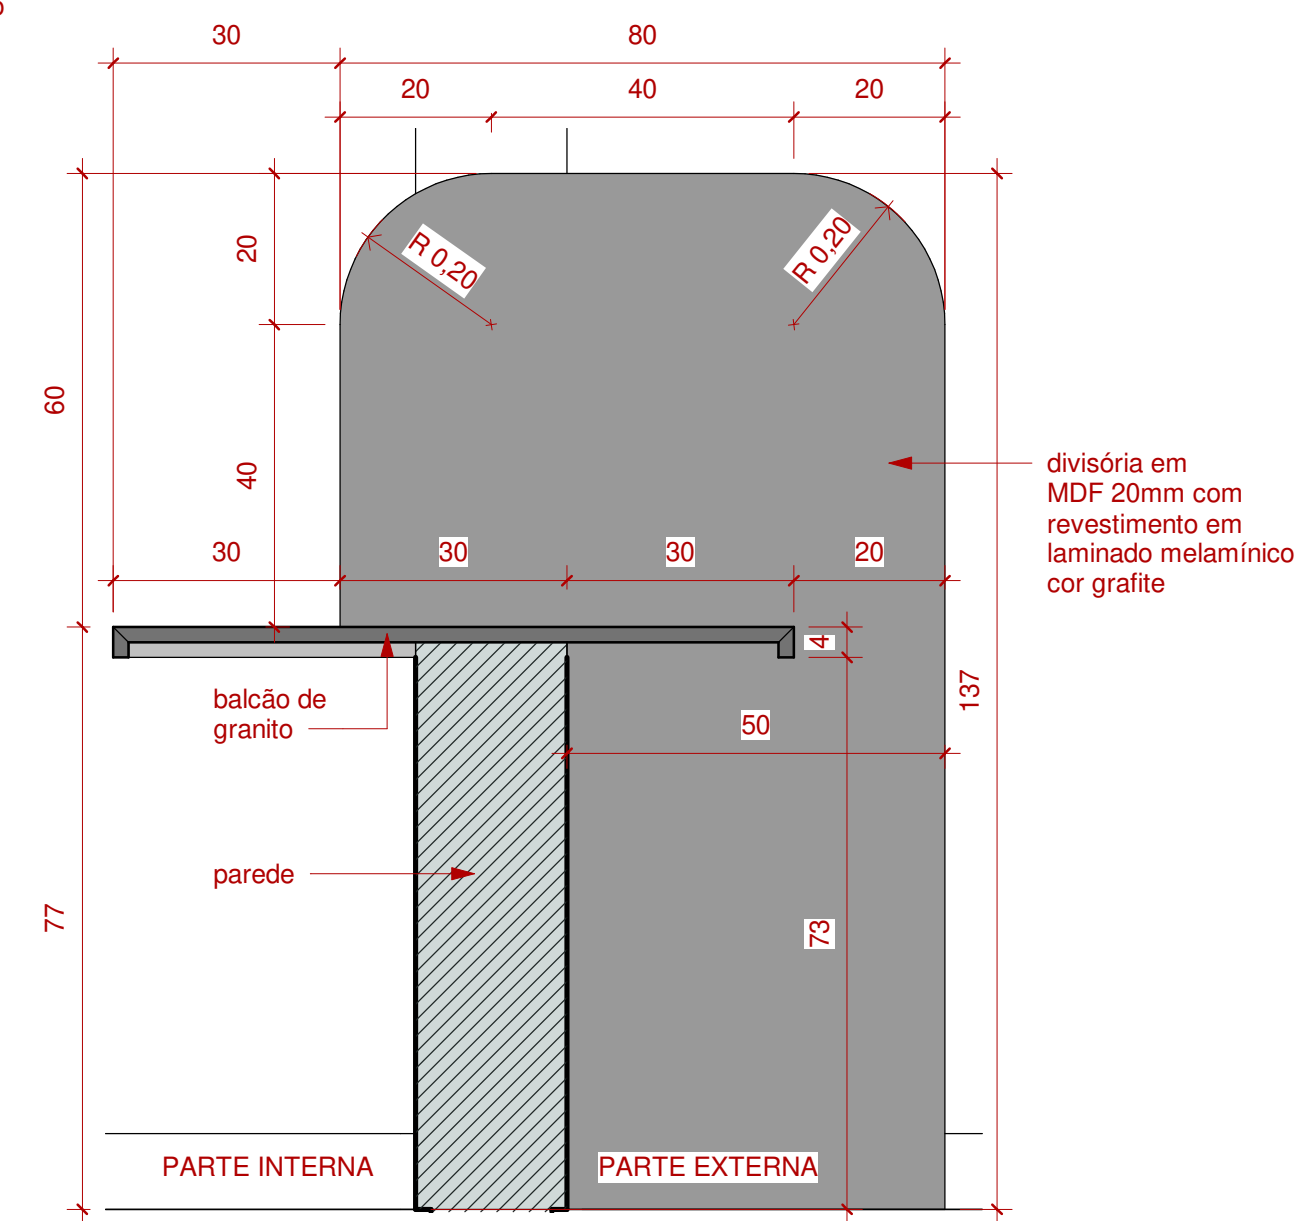 30
80
20
40
20
20
R 0,20
R 0,20
60
40
divisória em
MDF 20mm com
revestimento em
laminado melamínico
cor grafite
30
30
30
20
4
balcão de
granito
137
50
parede
77
73
PARTE INTERNA
PARTE EXTERNA